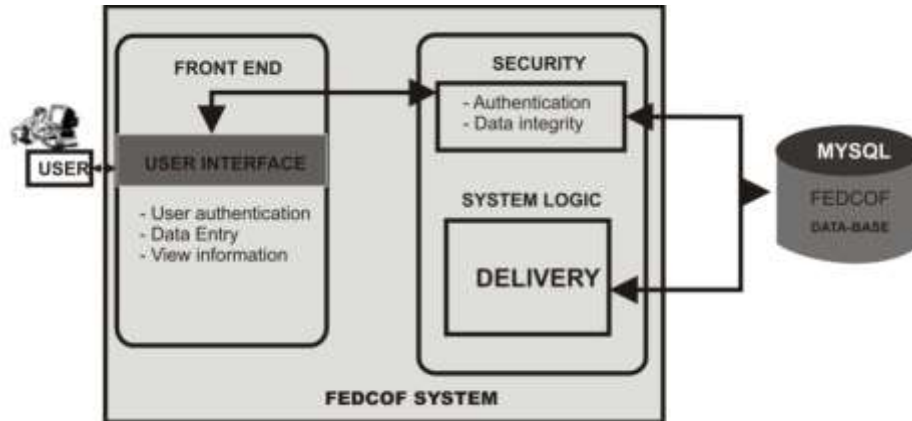 FRONT END
USER
USER INTERFACE
- User authentication
- Data Entry
- View information
SECURITY
- Authentication
- Data integrity
SYSTEM LOGIC
DELIVERY
MYSQL
FEDCOF
DATA-BASE
FEDCOF SYSTEM